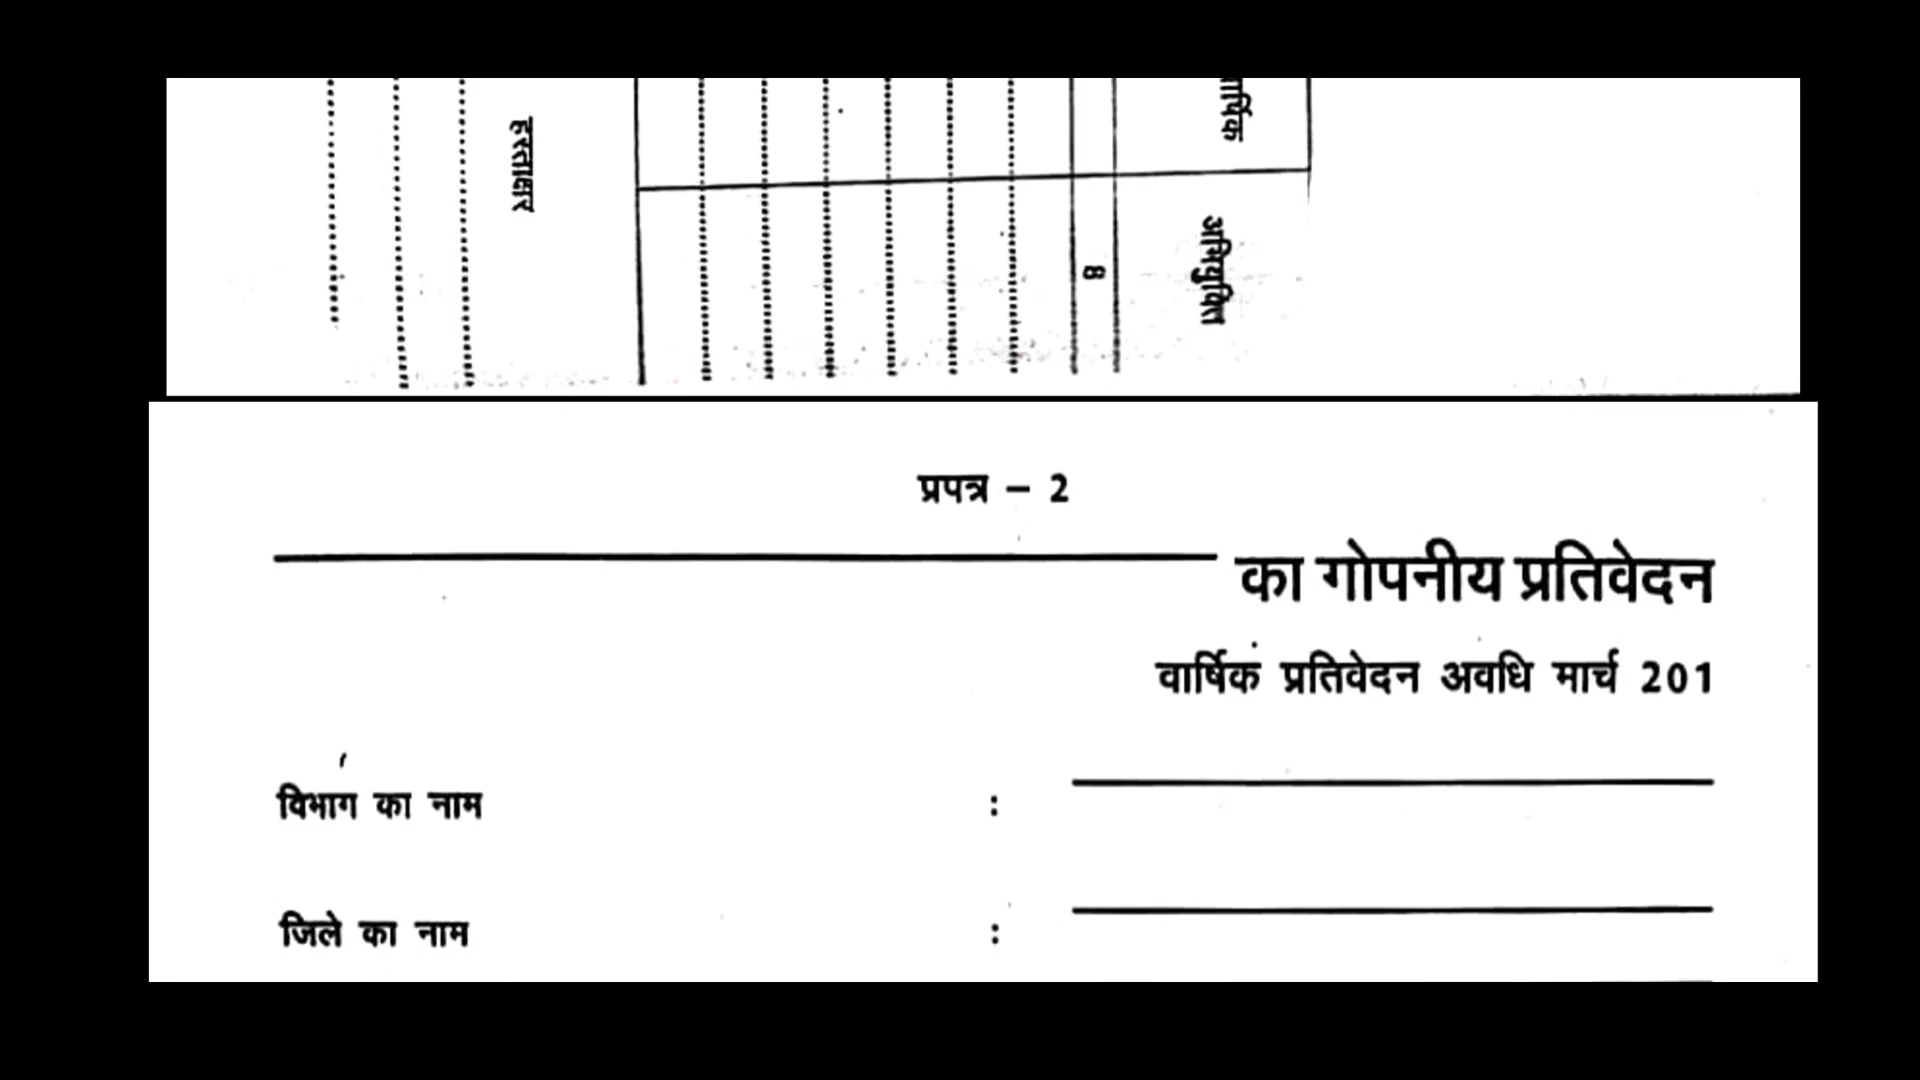 हस्ताक्षर
8
अभियुक्ति
प्रपत्र – 2
का गोपनीय प्रतिवेदन
वार्षिक प्रतिवेदन अवधि मार्च 201
विभाग का नाम :
जिले का नाम :